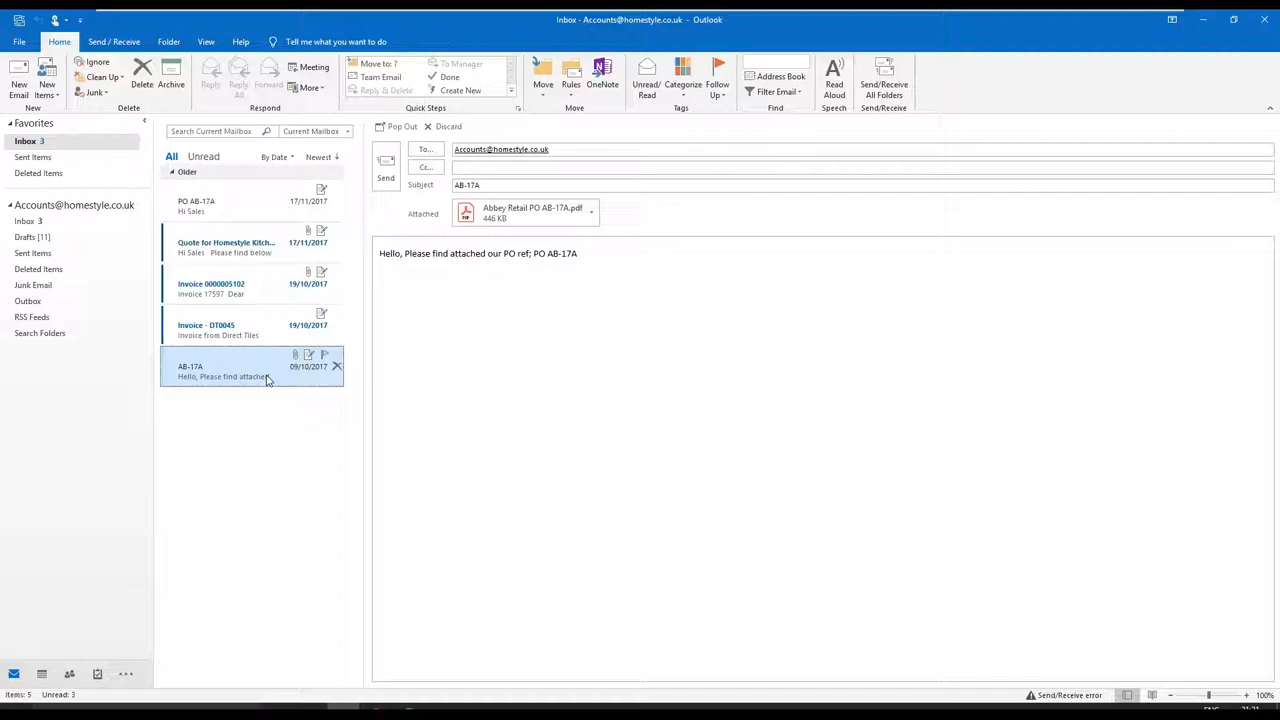 Inbox - Accounts@homestyle.co.uk - Outlook
File Home Send / Receive Folder View Help Tell me what you want to do
New Email
New Items
New
Ignore
Clean Up
Junk
Delete
Archive
Delete
Reply
Reply All
Forward
Meeting
More
Respond
Move to: ?
Team Email
Reply & Delete
To Manager
Done
Create New
Quick Steps
Move
Rules
OneNote
Move
Unread/ Read
Categorize
Follow Up
Tags
Address Book
Filter Email
Find
Read Aloud
Speech
Send/Receive All Folders
Send/Receive
Favorites
Inbox 3
Sent Items
Deleted Items
Accounts@homestyle.co.uk
Inbox 3
Drafts [11]
Sent Items
Deleted Items
Junk Email
Outbox
RSS Feeds
Search Folders
Search Current Mailbox
Current Mailbox
All Unread By Date Newest ↓
Older
PO AB-17A 17/11/2017
Hi Sales
Quote for Homestyle Kitch... 17/11/2017
Hi Sales Please find below
Invoice 0000005102 19/10/2017
Invoice 17597 Dear
Invoice - DT0045 19/10/2017
Invoice from Direct Tiles
AB-17A 09/10/2017
Hello, Please find attached
Pop Out Discard
Send
To... Accounts@homestyle.co.uk
Cc...
Subject AB-17A
Attached Abbey Retail PO AB-17A.pdf
446 KB
Hello, Please find attached our PO ref; PO AB-17A
Items: 5 Unread: 3
Send/Receive error
100%